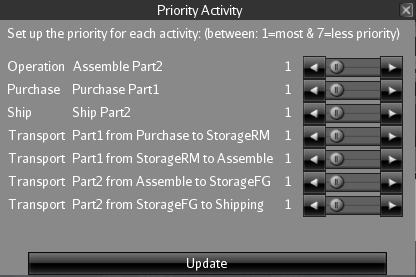 Priority Activity
Set up the priority for each activity: (between: 1=most & 7=less priority)
Operation Assemble Part2 1
Purchase Purchase Part1 1
Ship Ship Part2 1
Transport Part1 from Purchase to StorageRM 1
Transport Part1 from StorageRM to Assemble 1
Transport Part2 from Assemble to StorageFG 1
Transport Part2 from StorageFG to Shipping 1
Update